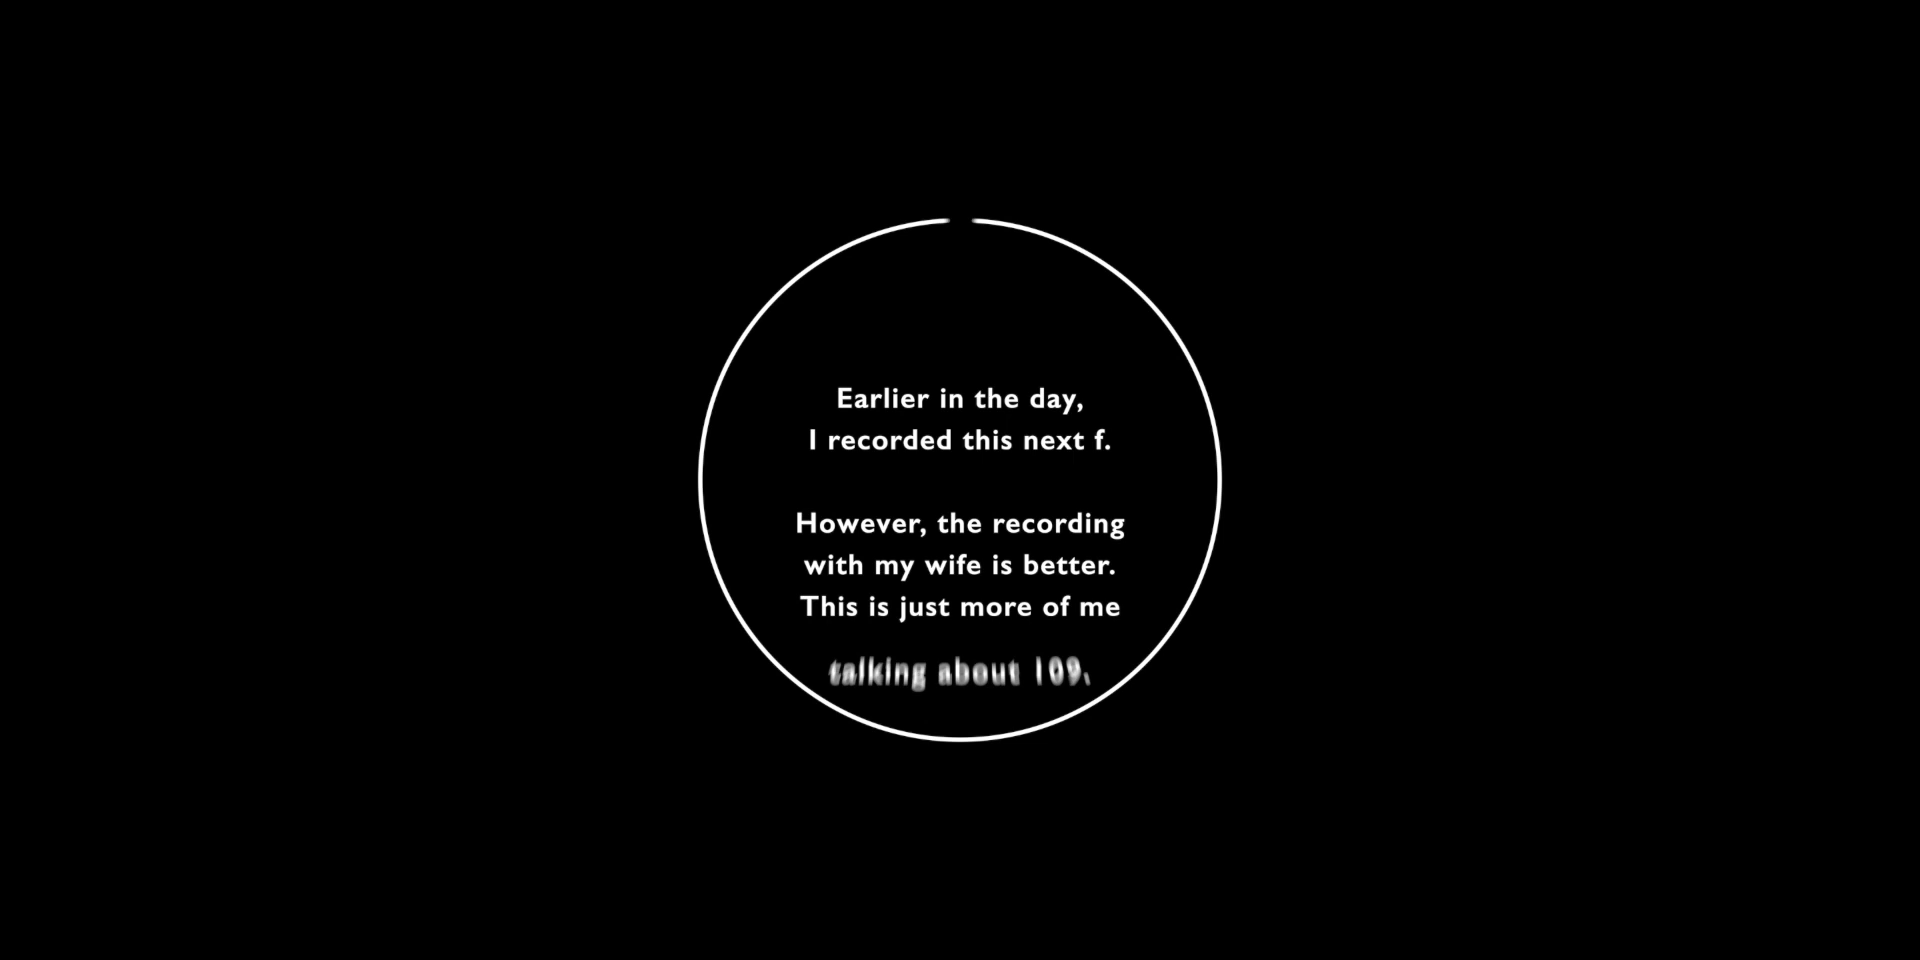 Earlier in the day,
I recorded this next f.
However, the recording
with my wife is better.
This is just more of me
talking about 109.